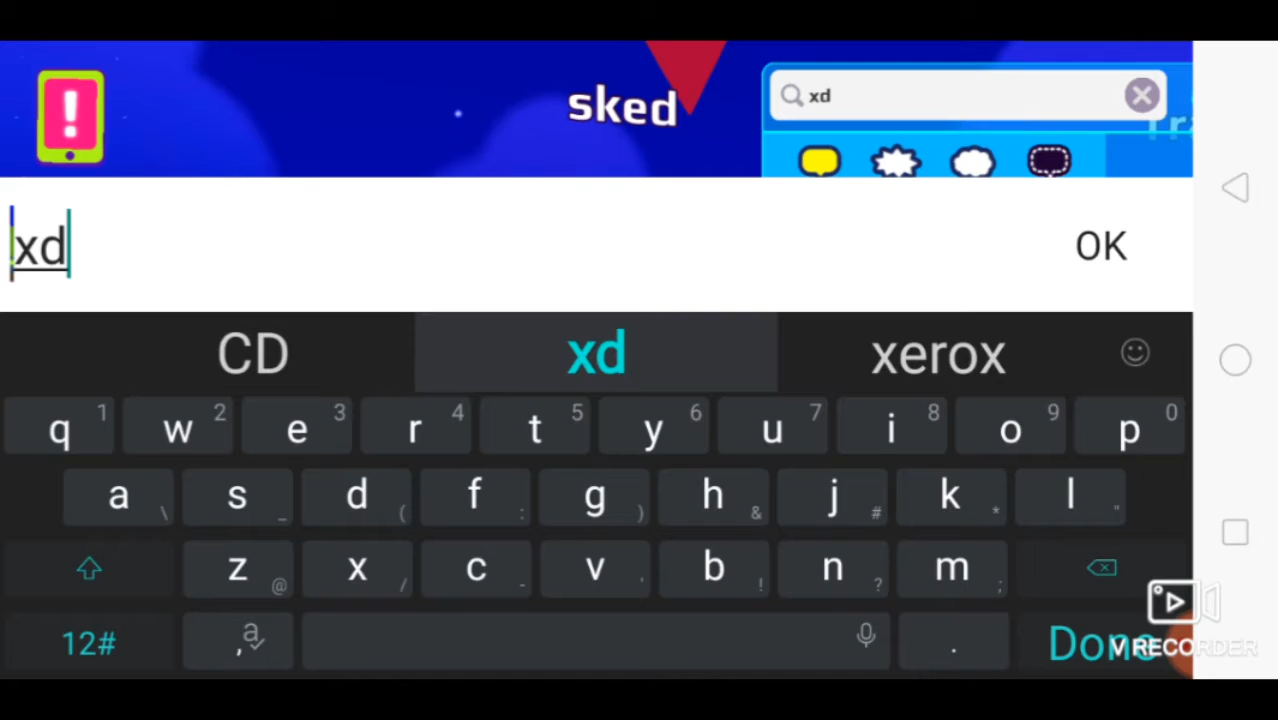 !
sked
xd
Tra
xd
OK
CD xd xerox
q 1 w 2 e 3 r 4 t 5 y 6 u 7 i 8 o 9 p 0
a \ s _ d ( f : g ) h & j # k * l "
z @ x / c - v ' b ! n ? m ;
12# , a . Done
V RECORDER